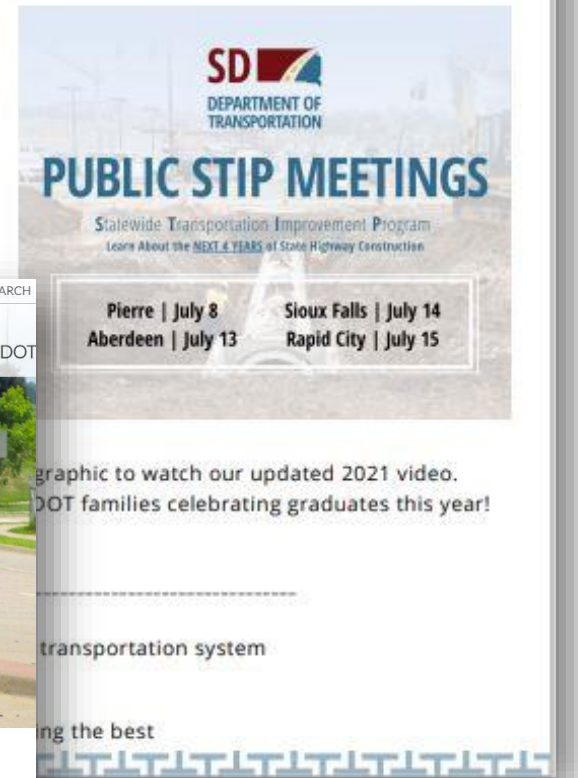 SD
DEPARTMENT OF
TRANSPORTATION
PUBLIC STIP MEETINGS
Statewide Transportation Improvement Program
Learn About the NEXT 4 YEARS of State Highway Construction
Pierre | July 8
Sioux Falls | July 14
Aberdeen | July 13
Rapid City | July 15
ARCH
DOT
graphic to watch our updated 2021 video.
DOT families celebrating graduates this year!
------------------------------------
transportation system
ing the best